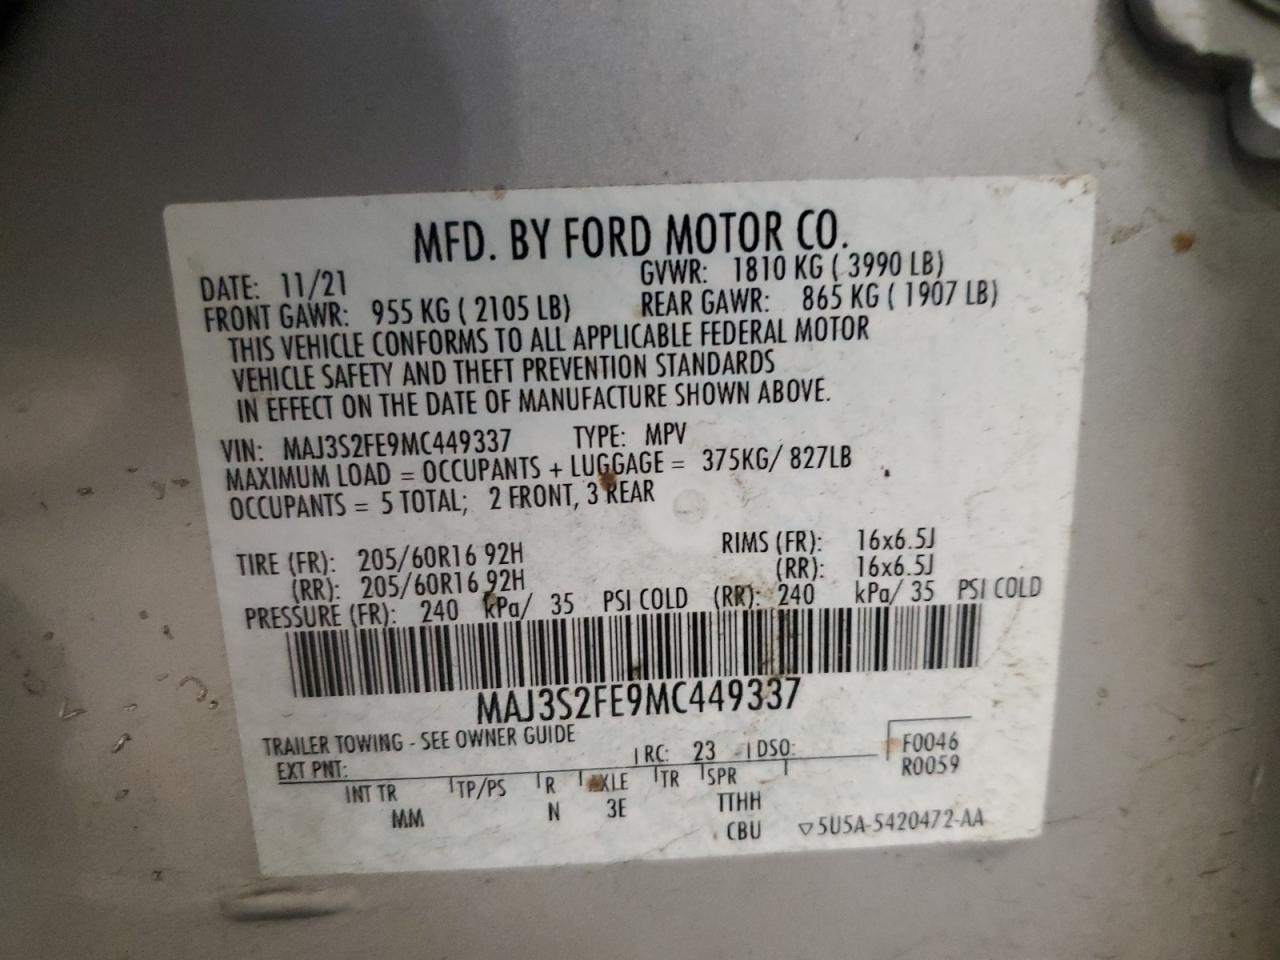 MFD. BY FORD MOTOR CO.
DATE: 11/21 GVWR: 1810 KG ( 3990 LB)
FRONT GAWR: 955 KG ( 2105 LB) REAR GAWR: 865 KG ( 1907 LB)
THIS VEHICLE CONFORMS TO ALL APPLICABLE FEDERAL MOTOR
VEHICLE SAFETY AND THEFT PREVENTION STANDARDS
IN EFFECT ON THE DATE OF MANUFACTURE SHOWN ABOVE.
VIN: MAJ3S2FE9MC449337 TYPE: MPV
MAXIMUM LOAD = OCCUPANTS + LUGGAGE = 375KG/ 827LB
OCCUPANTS = 5 TOTAL; 2 FRONT, 3 REAR
TIRE (FR): 205/60R16 92H RIMS (FR): 16x6.5J
(RR): 205/60R16 92H (RR): 16x6.5J
PRESSURE (FR): 240 kPa/ 35 PSI COLD (RR): 240 kPa/ 35 PSI COLD
MAJ3S2FE9MC449337
TRAILER TOWING - SEE OWNER GUIDE
EXT PNT: RC: 23 DSO: F0046
R0059
INT TR TP/PS R AXLE TR SPR
MM N 3E TTHH
CBU ▽5U5A-5420472-AA